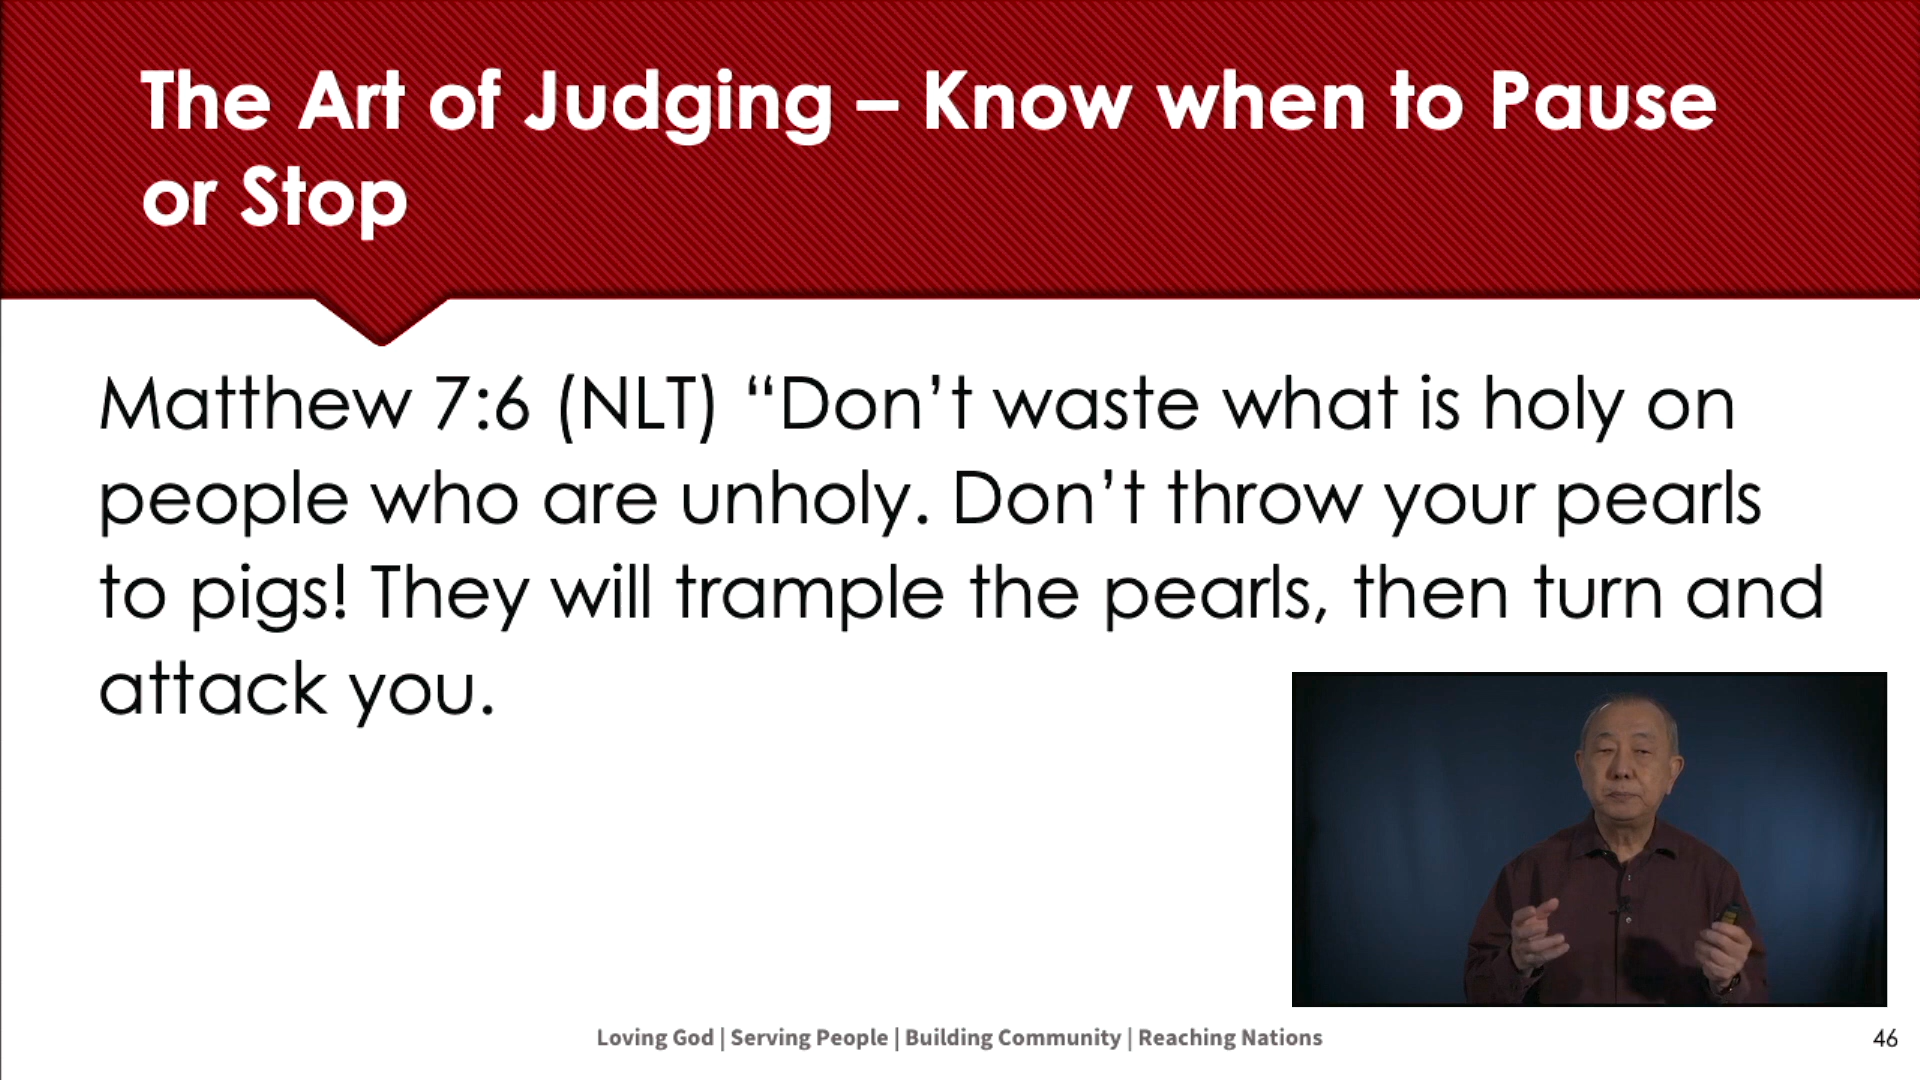 The Art of Judging – Know when to Pause
or Stop
Matthew 7:6 (NLT) “Don’t waste what is holy on
people who are unholy. Don’t throw your pearls
to pigs! They will trample the pearls, then turn and
attack you.
Loving God | Serving People | Building Community | Reaching Nations
46